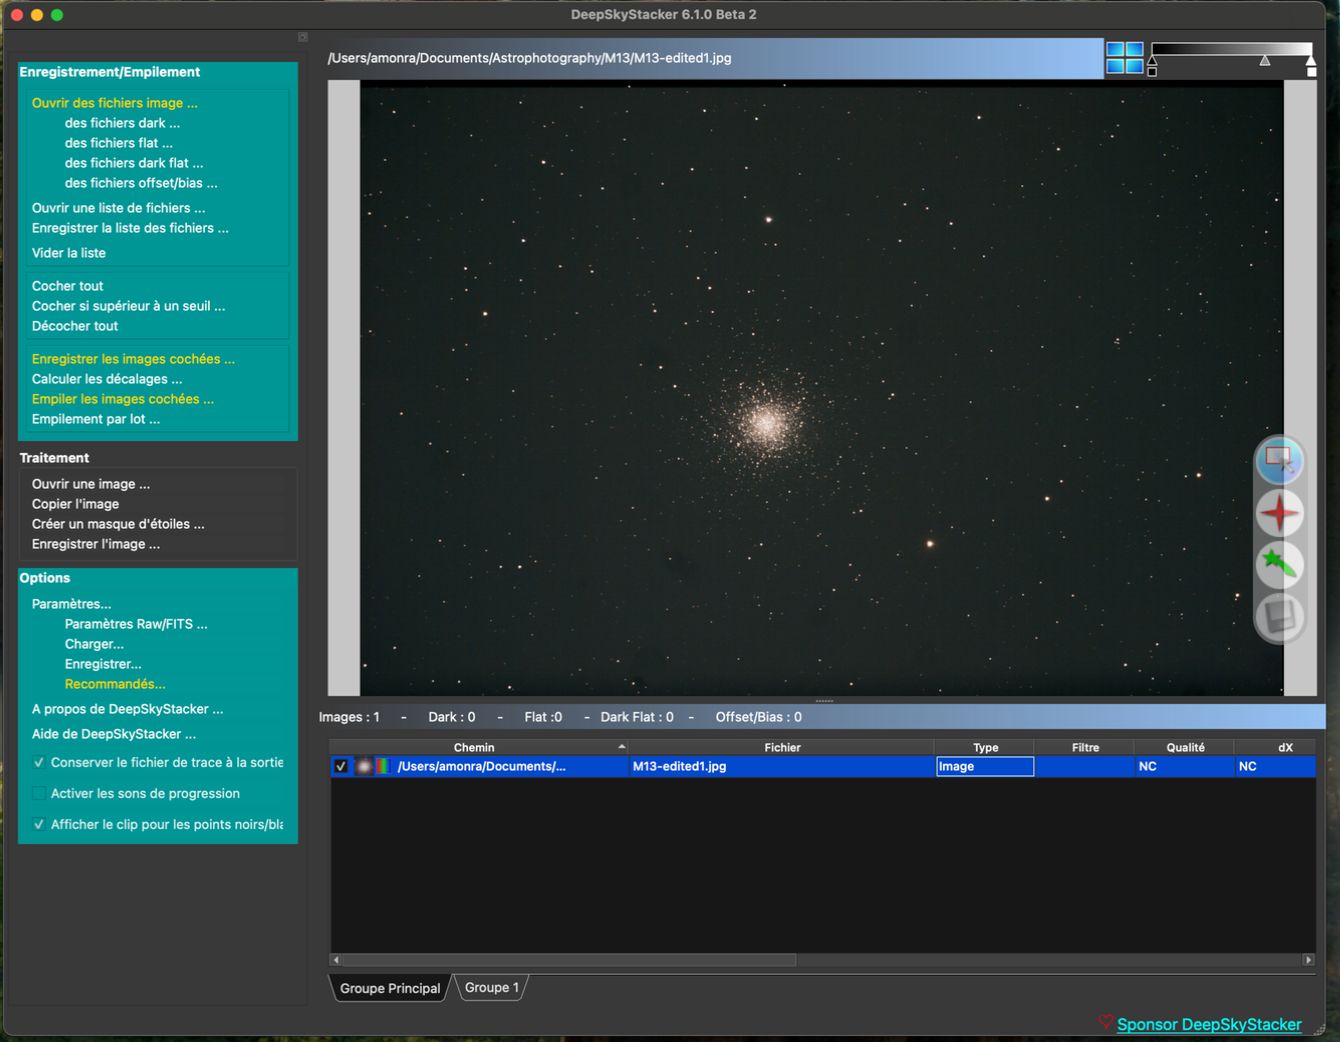 DeepSkyStacker 6.1.0 Beta 2
Enregistrement/Empilement
Ouvrir des fichiers image ...
des fichiers dark ...
des fichiers flat ...
des fichiers dark flat ...
des fichiers offset/bias ...
Ouvrir une liste de fichiers ...
Enregistrer la liste des fichiers ...
Vider la liste
Cocher tout
Cocher si supérieur à un seuil ...
Décocher tout
Enregistrer les images cochées ...
Calculer les décalages ...
Empiler les images cochées ...
Empilement par lot ...
Traitement
Ouvrir une image ...
Copier l'image
Créer un masque d'étoiles ...
Enregistrer l'image ...
Options
Paramètres...
Paramètres Raw/FITS ...
Charger...
Enregistrer...
Recommandés...
A propos de DeepSkyStacker ...
Aide de DeepSkyStacker ...
Conserver le fichier de trace à la sortie
Activer les sons de progression
Afficher le clip pour les points noirs/bla
/Users/amonra/Documents/Astrophotography/M13/M13-edited1.jpg
Images : 1 - Dark : 0 - Flat :0 - Dark Flat : 0 - Offset/Bias : 0
Chemin Fichier Type Filtre Qualité dX
/Users/amonra/Documents/... M13-edited1.jpg Image NC NC
Groupe Principal Groupe 1
Sponsor DeepSkyStacker